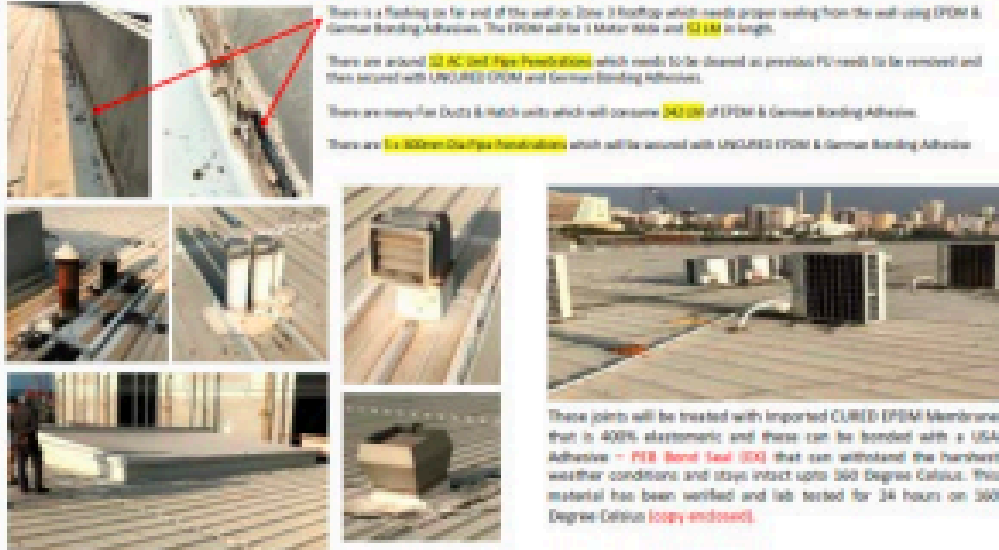 There is a flashing on far end of the wall on Zone 3 Rooftop which needs proper sealing from the wall using EPDM &
German Bonding Adhesives. The EPDM will be 1 Meter Wide and 52 LM in length.
There are around 12 AC Unit Pipe Penetrations which needs to be cleaned as previous PU needs to be removed and
then secured with UNCURED EPDM and German Bonding Adhesives.
There are many Fan Ducts & Hatch units which will consume 342 LM of EPDM & German Bonding Adhesive.
There are Dia Pipe Penetrations which will be secured with UNCURED EPDM & German Bonding Adhesive
These joints will be treated with Imported CURED EPDM Membrane
that is 400% elastomeric and these can be bonded with a USA
Adhesive – PEB Bond Seal (EX) that can withstand the harshest
weather conditions and stays intact upto 160 Degree Celsius. This
material has been verified and lab tested for 24 hours on 160
Degree Celsius (copy enclosed).